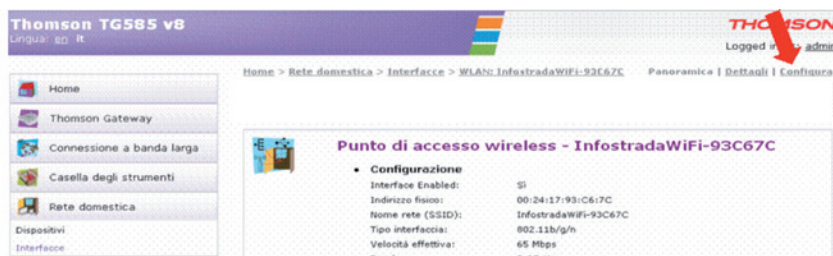 Thomson TG585 v8
THOMSON
Lingua: en it
Logged
Home > Rete domestica > Interfacce > WLAN: InfostradaWiFi-93C67C
Panoramica | Dettagli | Configura
Home
Thomson Gateway
Connessione a banda larga
Casella degli strumenti
Rete domestica
Dispositivi
Interfacce
Punto di accesso wireless - InfostradaWiFi-93C67C
• Configurazione
Interface Enabled: Sì
Indirizzo fisico: 00:24:17:93:C6:7C
Nome rete (SSID): InfostradaWiFi-93C67C
Tipo interfaccia: 802.11b/g/n
Velocità effettiva: 65 Mbps